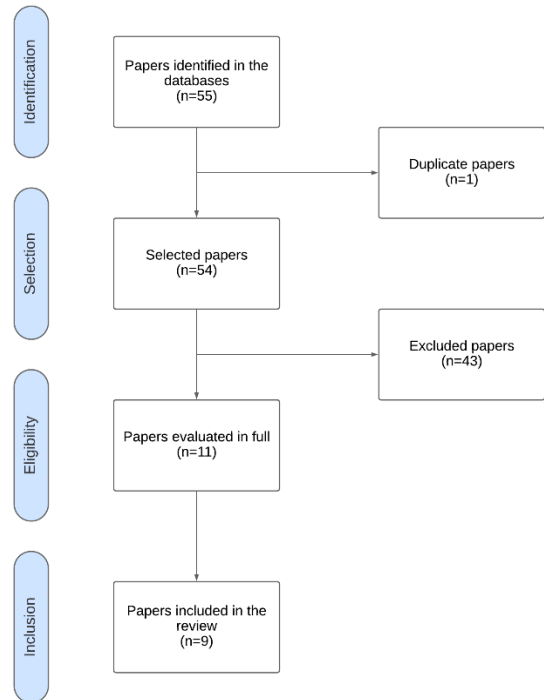 Identification
Papers identified in the
databases
(n=55)
Duplicate papers
(n=1)
Selection
Selected papers
(n=54)
Excluded papers
(n=43)
Eligibility
Papers evaluated in full
(n=11)
Inclusion
Papers included in the
review
(n=9)